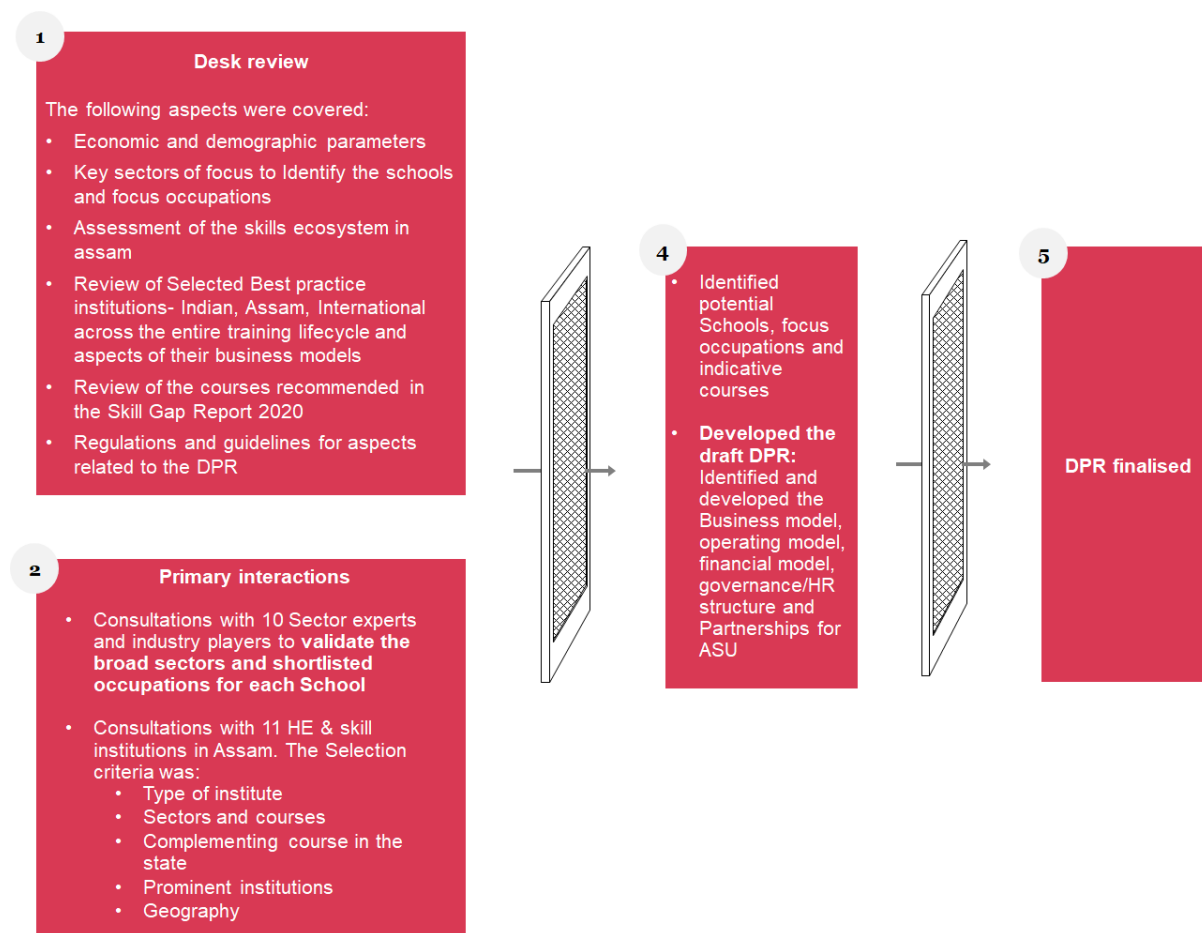 1
Desk review
The following aspects were covered:
• Economic and demographic parameters
• Key sectors of focus to Identify the schools
and focus occupations
• Assessment of the skills ecosystem in
assam
• Review of Selected Best practice
institutions- Indian, Assam, International
across the entire training lifecycle and
aspects of their business models
• Review of the courses recommended in
the Skill Gap Report 2020
• Regulations and guidelines for aspects
related to the DPR
2
Primary interactions
• Consultations with 10 Sector experts
and industry players to validate the
broad sectors and shortlisted
occupations for each School
• Consultations with 11 HE & skill
institutions in Assam. The Selection
criteria was:
• Type of institute
• Sectors and courses
• Complementing course in the
state
• Prominent institutions
• Geography
4
• Identified
potential
Schools, focus
occupations and
indicative
courses
• Developed the
draft DPR:
Identified and
developed the
Business model,
operating model,
financial model,
governance/HR
structure and
Partnerships for
ASU
5
DPR finalised